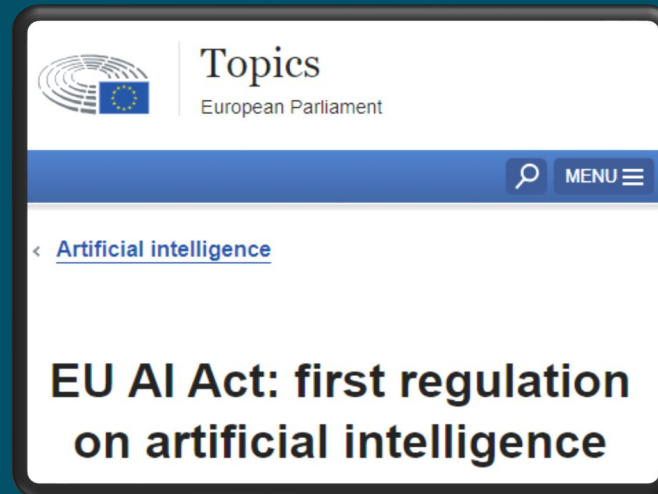 Topics
European Parliament
MENU
Artificial intelligence
EU AI Act: first regulation
on artificial intelligence